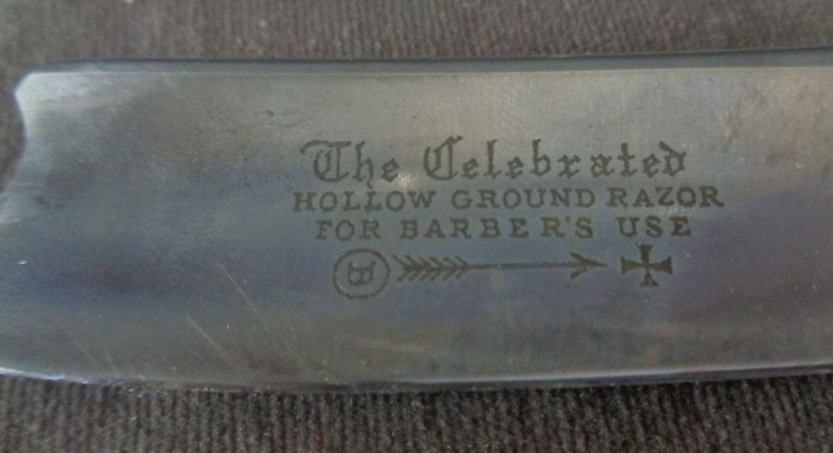 The Celebrated
HOLLOW GROUND RAZOR
FOR BARBER'S USE